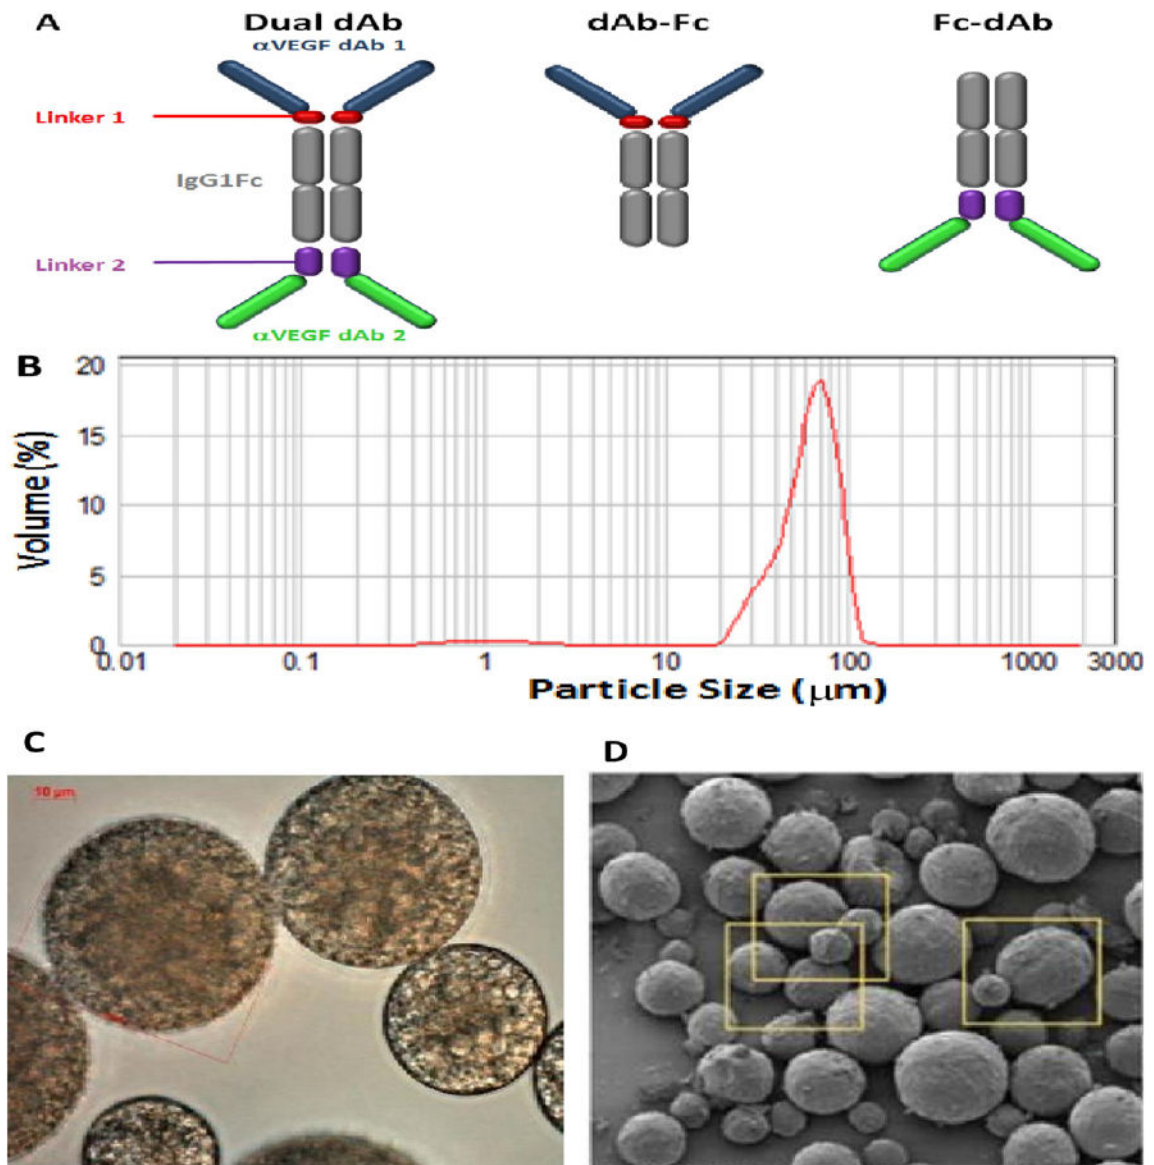 A
Dual dAb
dAb-Fc
Fc-dAb
αVEGF dAb 1
Linker 1
IgG1Fc
Linker 2
αVEGF dAb 2
B
20
15
10
5
0
Volume (%)
0.01 0.1 1 10 100 1000 3000
Particle Size (μm)
C
D
10 μm